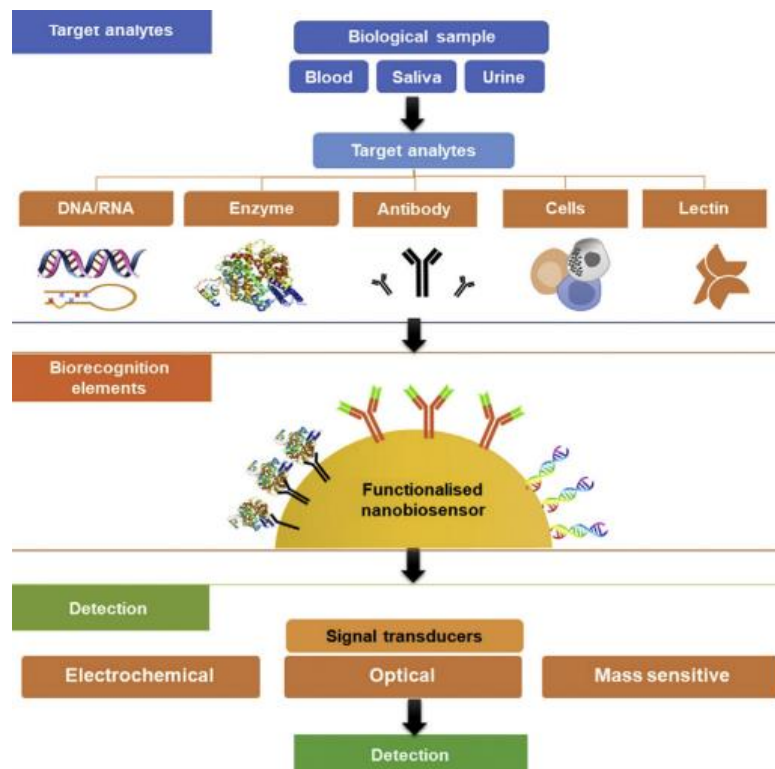 Target analytes
Biological sample
Blood
Saliva
Urine
Target analytes
DNA/RNA
Enzyme
Antibody
Cells
Lectin
Biorecognition
elements
Functionalised
nanobiosensor
Detection
Signal transducers
Electrochemical
Optical
Mass sensitive
Detection